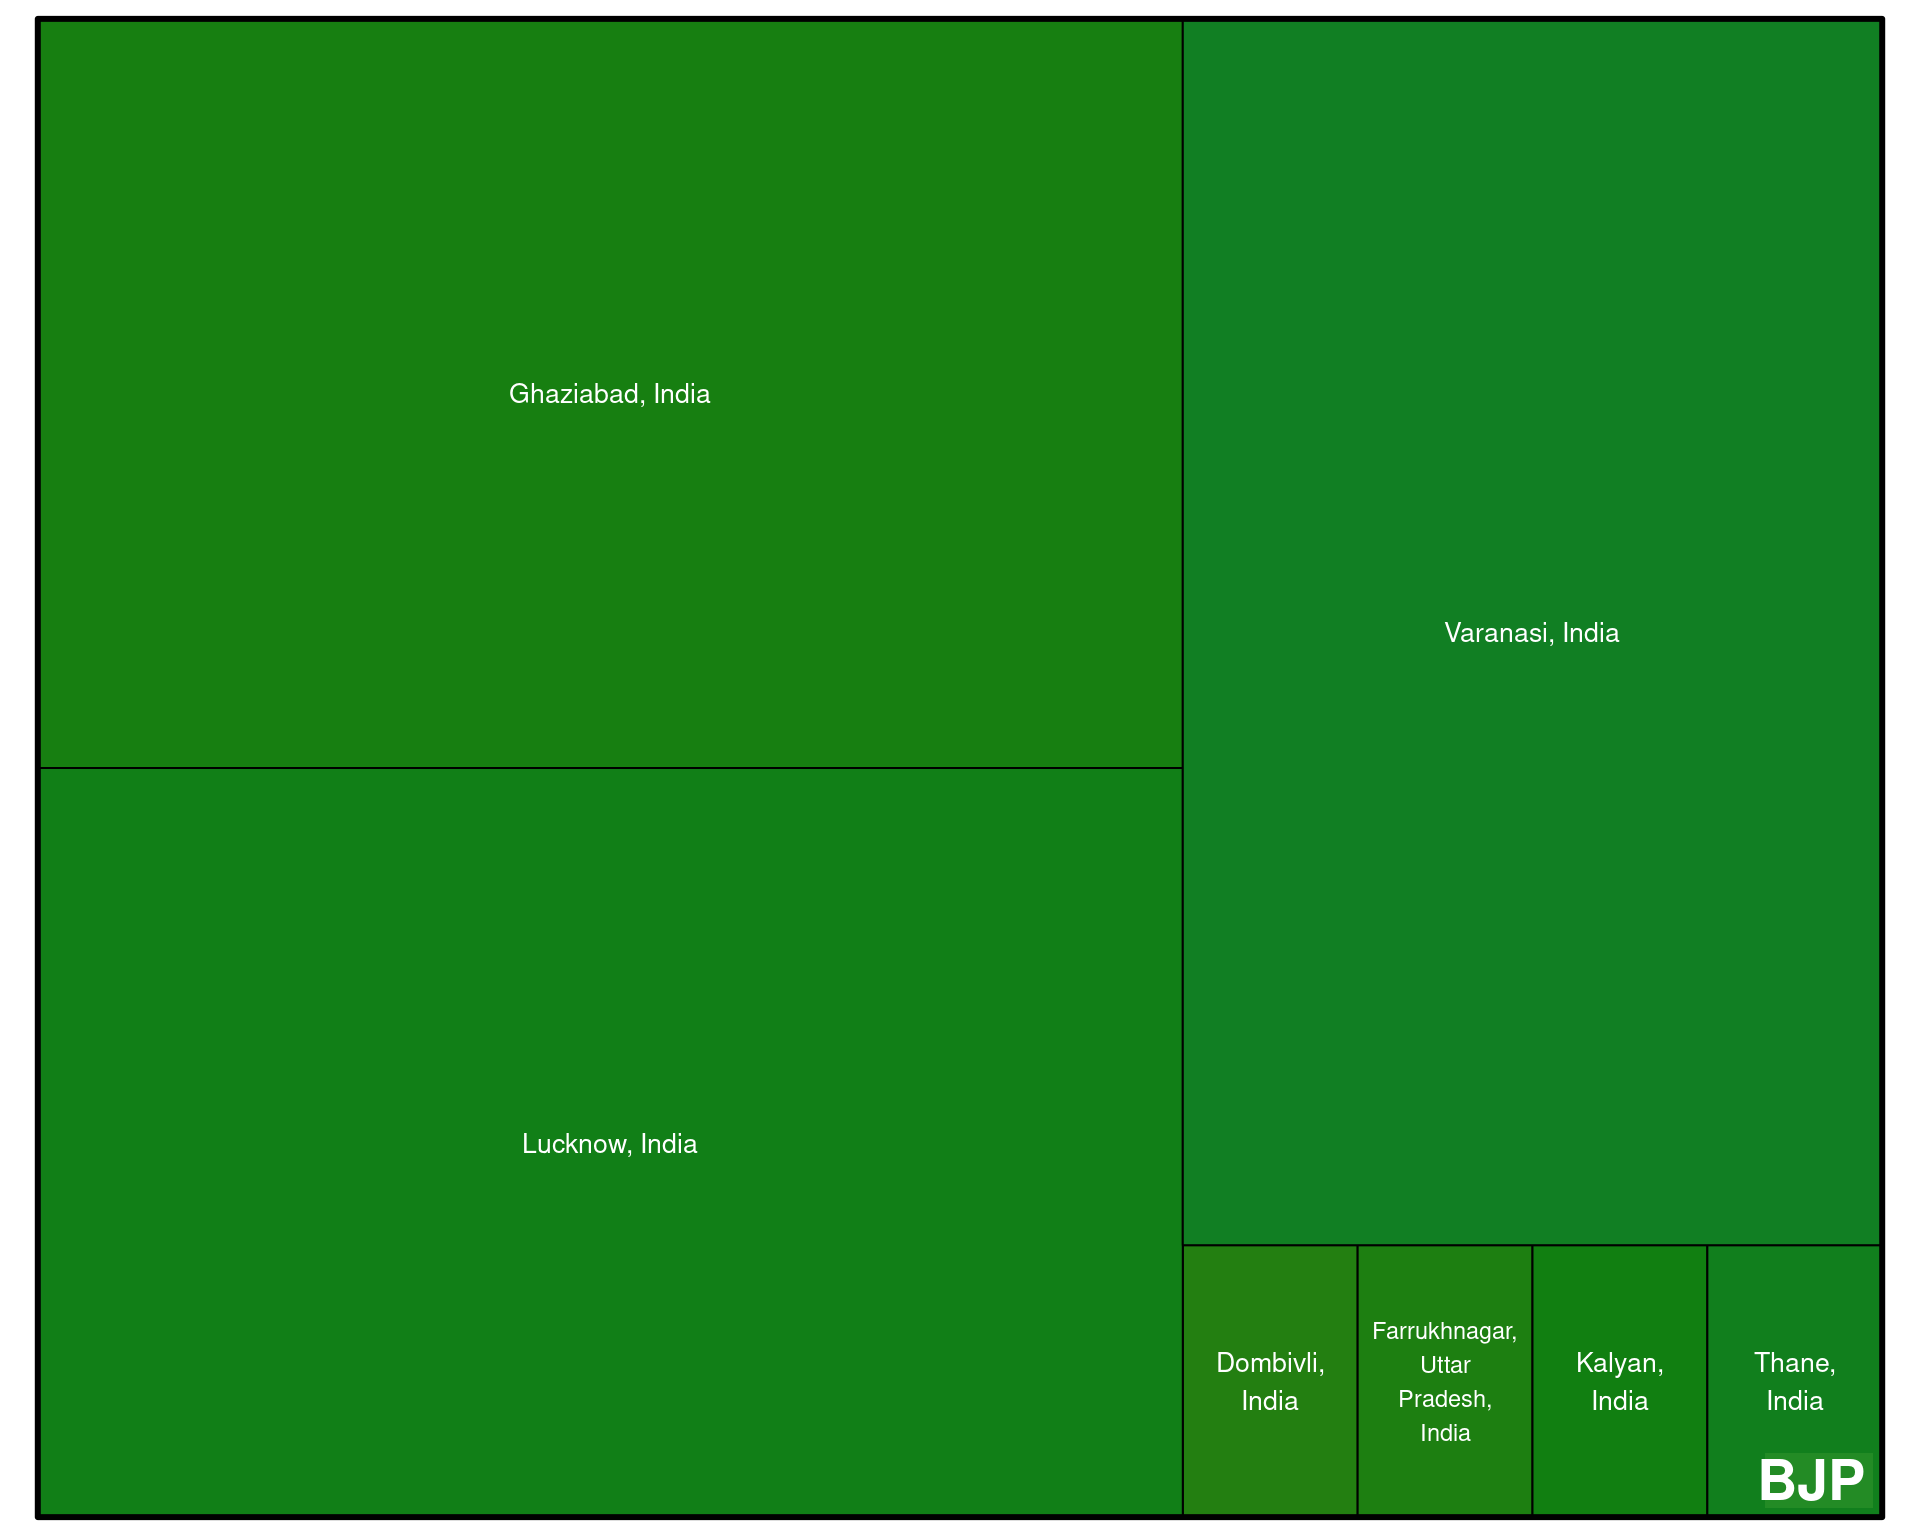 Ghaziabad, India
Varanasi, India
Lucknow, India
Dombivli,
India
Farrukhnagar,
Uttar
Pradesh,
India
Kalyan,
India
Thane,
India
BJP